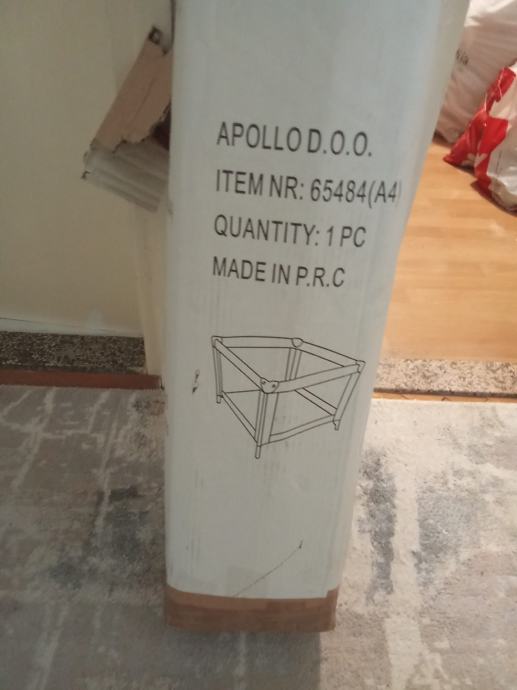 APOLLO D.O.O.
ITEM NR: 65484(A4)
QUANTITY: 1 PC
MADE IN P.R.C